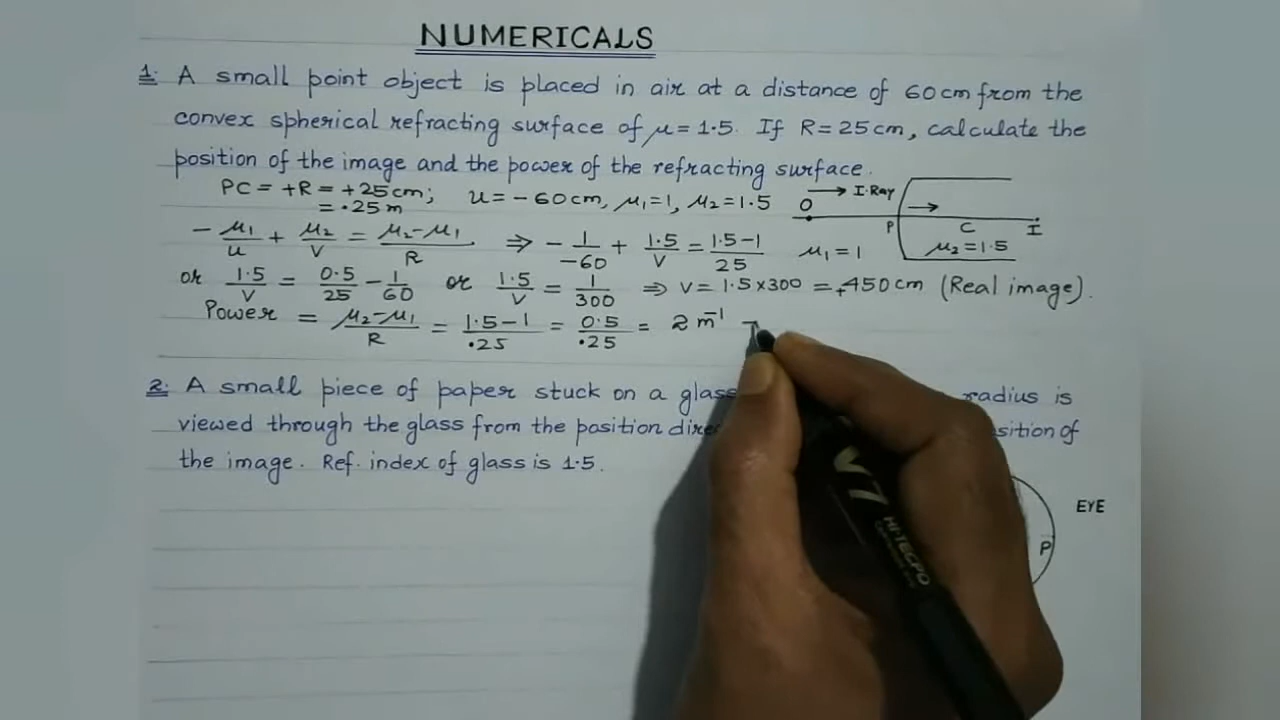 NUMERICALS
1. A small point object is placed in air at a distance of 60 cm from the
convex spherical refracting surface of μ = 1.5. If R = 25 cm, calculate the
position of the image and the power of the refracting surface.
PC = +R = +25 cm; u = -60 cm, μ₁ = 1, μ₂ = 1.5
= .25 m
O → I. Ray
P C I
μ₁ = 1 μ₂ = 1.5
- μ₁/u + μ₂/v = μ₂-μ₁/R ⇒ - 1/-60 + 1.5/v = 1.5-1/25
or 1.5/v = 0.5/25 - 1/60 or 1.5/v = 1/300 ⇒ v = 1.5 × 300 = +450 cm (Real image).
Power = μ₂-μ₁/R = 1.5-1/.25 = 0.5/.25 = 2 m⁻¹
2. A small piece of paper stuck on a glass radius is
viewed through the glass from the position
the image. Ref. index of glass is 1.5.
EYE
P
V7
HI-TECPO